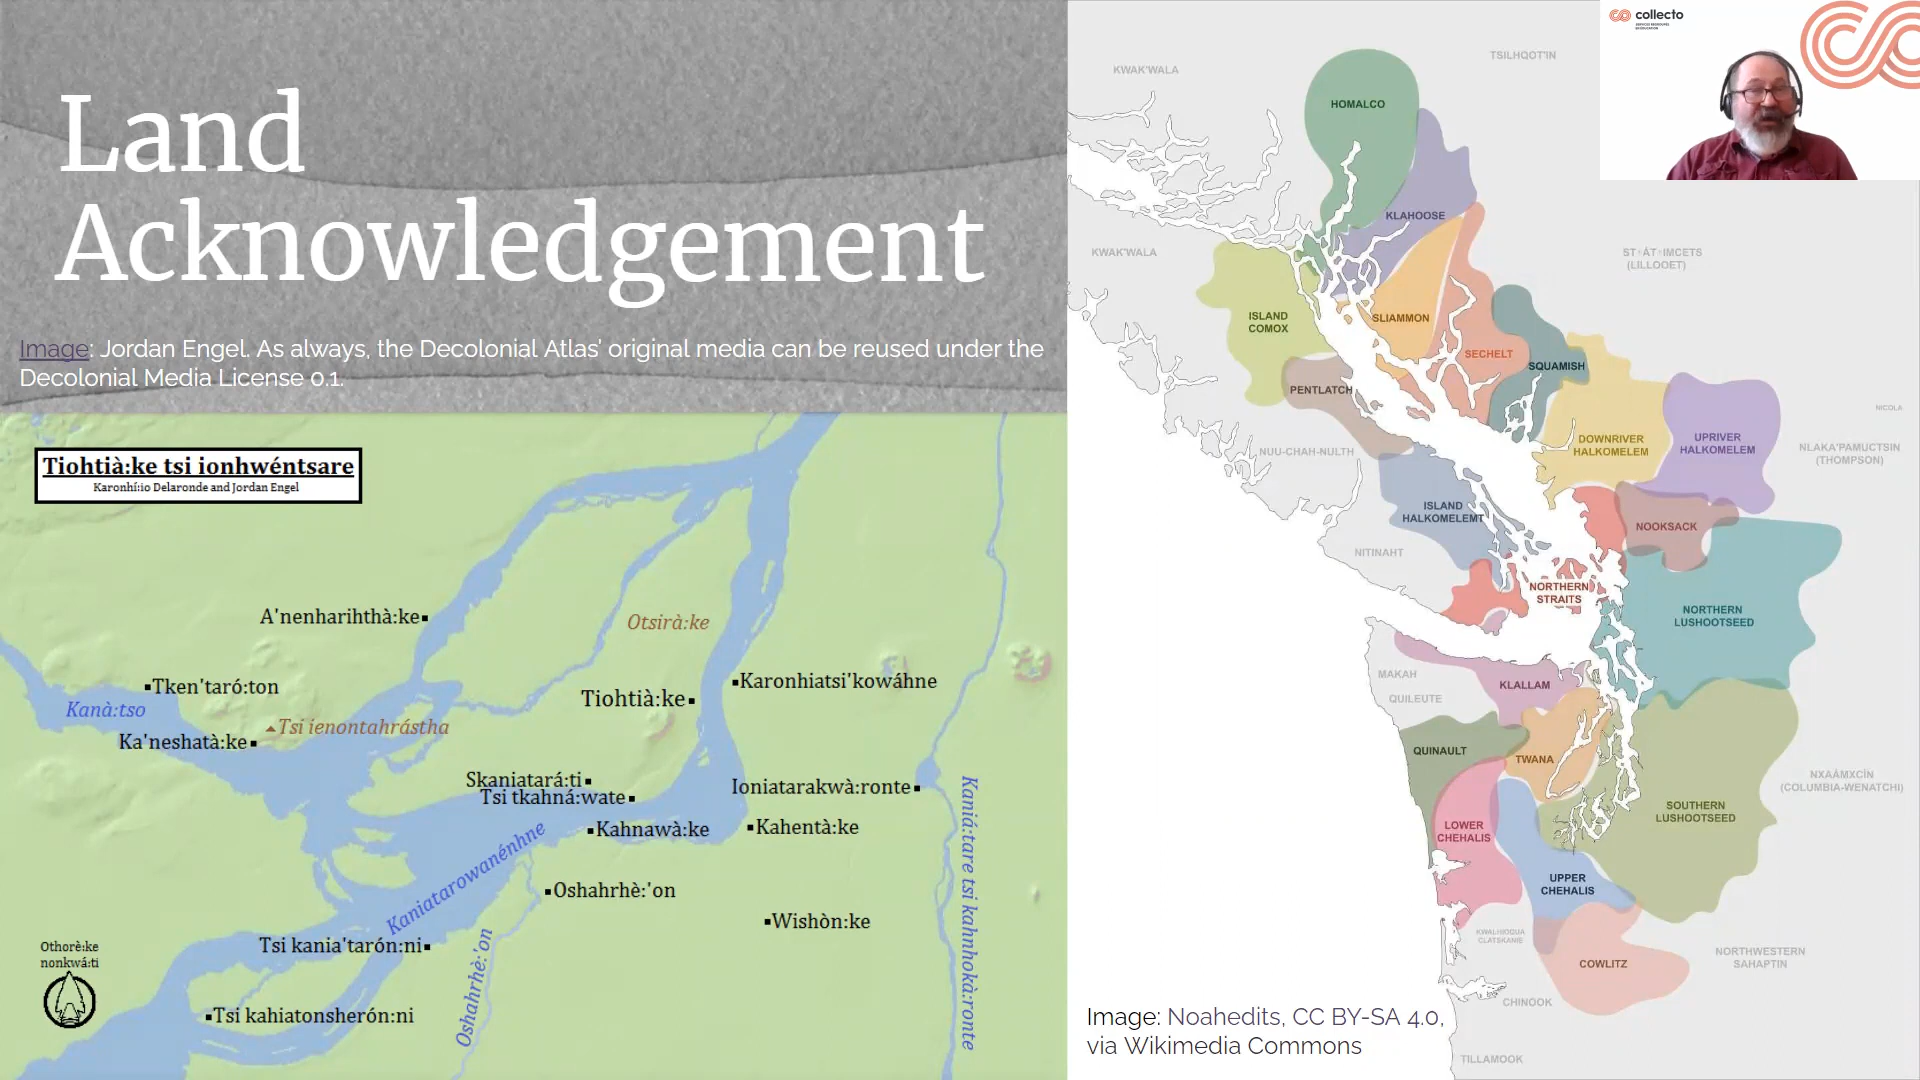 Land
Acknowledgement
Image: Jordan Engel. As always, the Decolonial Atlas' original media can be reused under the
Decolonial Media License 0.1.
Tiohtià:ke tsi ionhwéntsare
Karonhí:io Delaronde and Jordan Engel
A'nenharihthà:ke
Otsirà:ke
Tken'taró:ton
Kanà:tso
Tsi ienontahrástha
Ka'neshatà:ke
Tiohtià:ke
Karonhiatsi'kowáhne
Skaniatará:ti
Tsi tkahná:wate
Ioniatarakwà:ronte
Kahnawà:ke
Kahentà:ke
Kaniatarowanénhne
Oshahrhè:'on
Wishòn:ke
Tsi kania'tarón:ni
Othorè:ke
nonkwá:ti
Oshahrhè:'on
Kaniá:tare tsi kahnhokà:ronte
Tsi kahiatonsherón:ni
collecto
KWAK'WALA
TSILHQOT'IN
HOMALCO
KLAHOOSE
KWAK'WALA
ISLAND
COMOX
SLIAMMON
SECHELT
SQUAMISH
(LILLOOET)
PENTLATCH
NICOLA
DOWNRIVER
HALKOMELEM
UPRIVER
HALKOMELEM
NLAKA'PAMUCTSIN
(THOMPSON)
NUU-CHAH-NULTH
ISLAND
HALKOMELEMT
NOOKSACK
NITINAHT
NORTHERN
STRAITS
NORTHERN
LUSHOOTSEED
MAKAH
QUILEUTE
KLALLAM
QUINAULT
TWANA
NXAÂMXCÍN
(COLUMBIA-WENATCHI)
SOUTHERN
LUSHOOTSEED
LOWER
CHEHALIS
UPPER
CHEHALIS
KWALHIOQUA
CLATSKANIE
COWLITZ
NORTHWESTERN
SAHAPTIN
CHINOOK
TILLAMOOK
Image: Noahedits, CC BY-SA 4.0,
via Wikimedia Commons